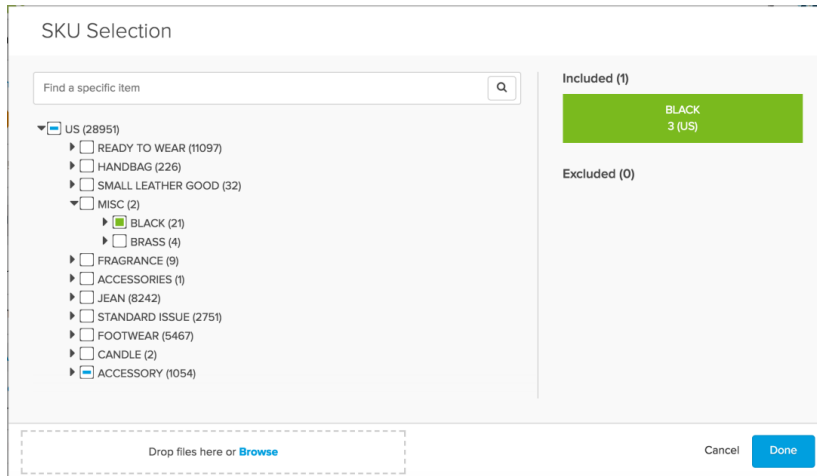 SKU Selection
Find a specific item
US (28951)
READY TO WEAR (11097)
HANDBAG (226)
SMALL LEATHER GOOD (32)
MISC (2)
BLACK (21)
BRASS (4)
FRAGRANCE (9)
ACCESSORIES (1)
JEAN (8242)
STANDARD ISSUE (2751)
FOOTWEAR (5467)
CANDLE (2)
ACCESSORY (1054)
Included (1)
BLACK
3 (US)
Excluded (0)
Drop files here or Browse
Cancel
Done